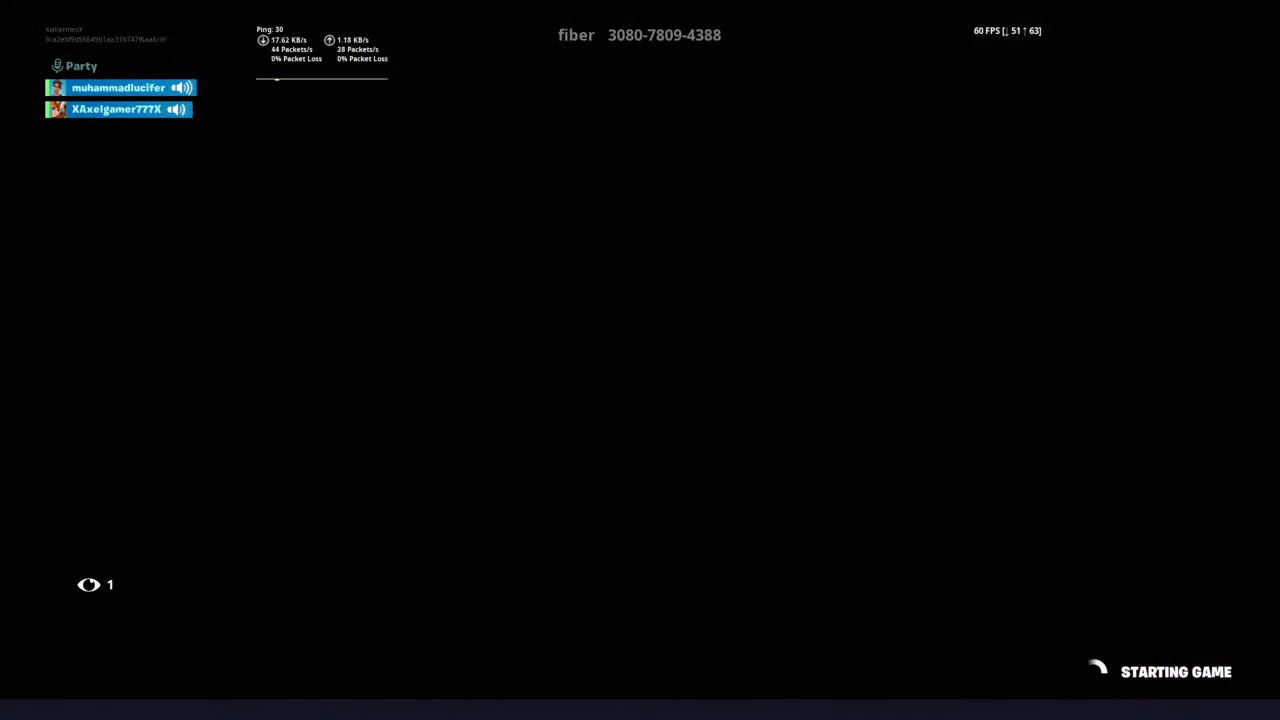 XwiliermesX
Party
muhammadlucifer
XAxelgamer777X
Ping: 30
17.62 KB/s 1.18 KB/s
44 Packets/s 28 Packets/s
0% Packet Loss 0% Packet Loss
fiber 3080-7809-4388
60 FPS [↓ 51 ↑ 63]
1
STARTING GAME